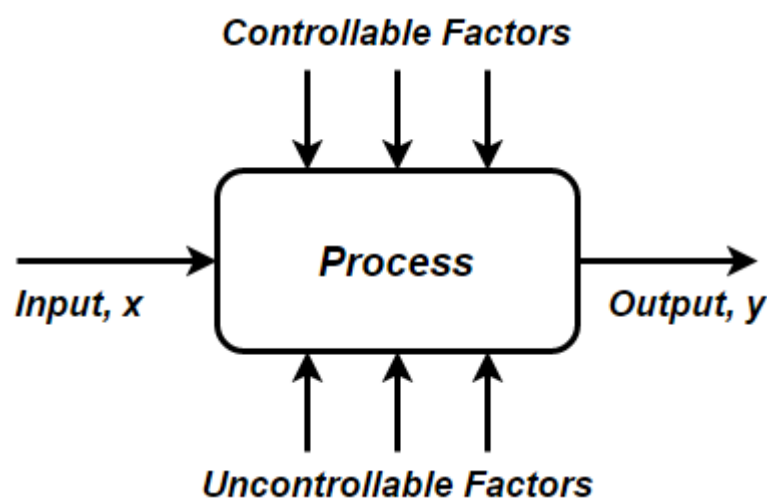 Controllable Factors
Process
Input, x
Output, y
Uncontrollable Factors